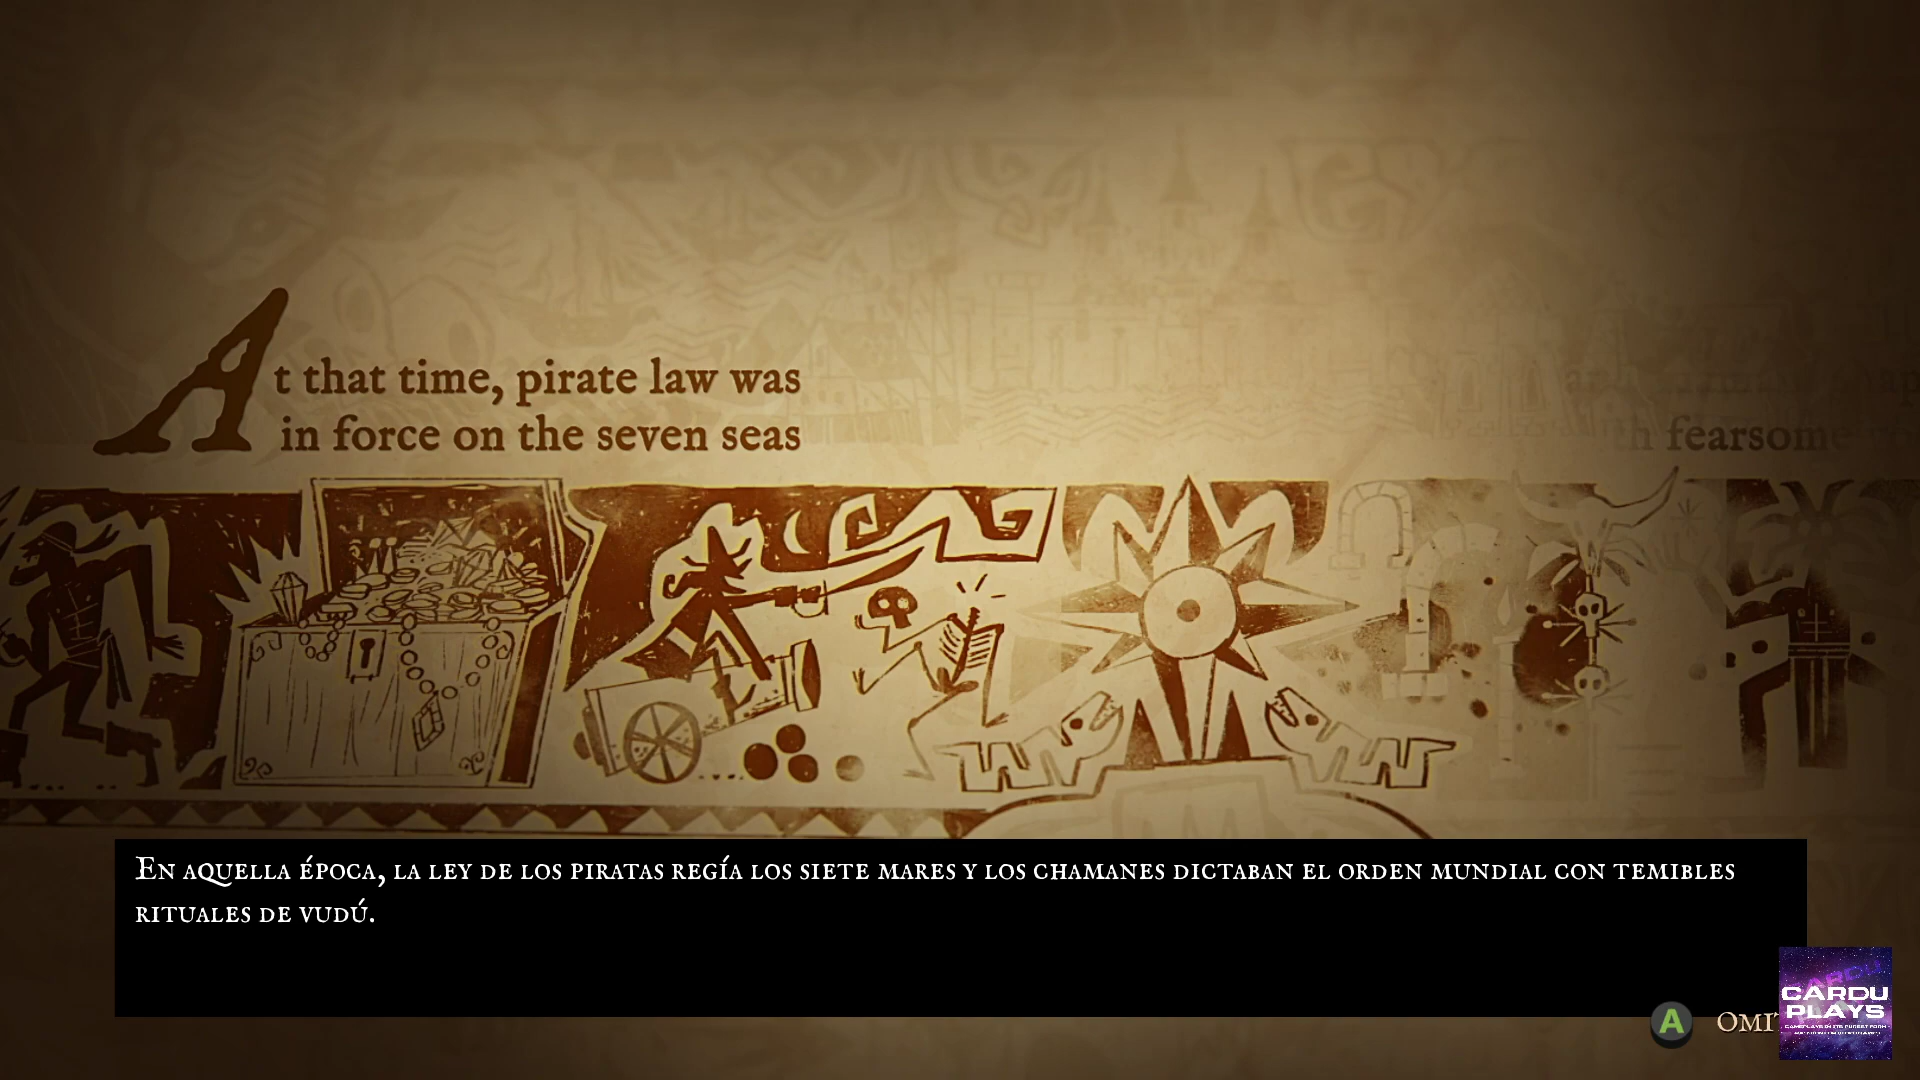 At that time, pirate law was
in force on the seven seas
fearsome
En aquella época, la ley de los piratas regía los siete mares y los chamanes dictaban el orden mundial con temibles
rituales de vudú.
A
CARDU
PLAYS